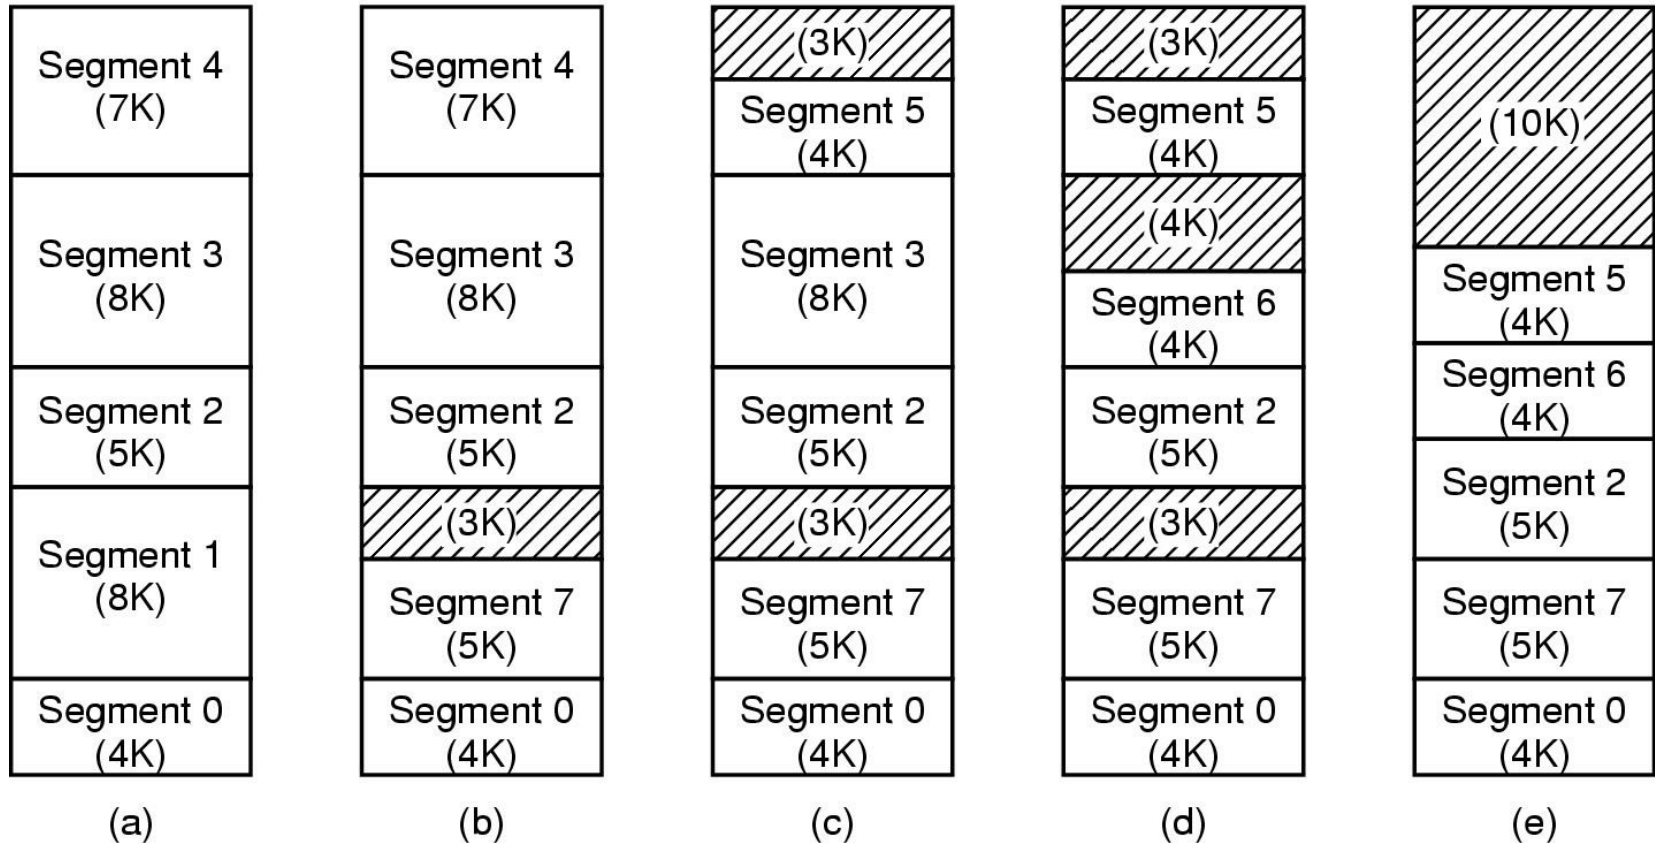 Segment 4
(7K)
Segment 3
(8K)
Segment 2
(5K)
Segment 1
(8K)
Segment 0
(4K)
(a)
Segment 4
(7K)
Segment 3
(8K)
Segment 2
(5K)
(3K)
Segment 7
(5K)
Segment 0
(4K)
(b)
(3K)
Segment 5
(4K)
Segment 3
(8K)
Segment 2
(5K)
(3K)
Segment 7
(5K)
Segment 0
(4K)
(c)
(3K)
Segment 5
(4K)
(4K)
Segment 6
(4K)
Segment 2
(5K)
(3K)
Segment 7
(5K)
Segment 0
(4K)
(d)
(10K)
Segment 5
(4K)
Segment 6
(4K)
Segment 2
(5K)
Segment 7
(5K)
Segment 0
(4K)
(e)